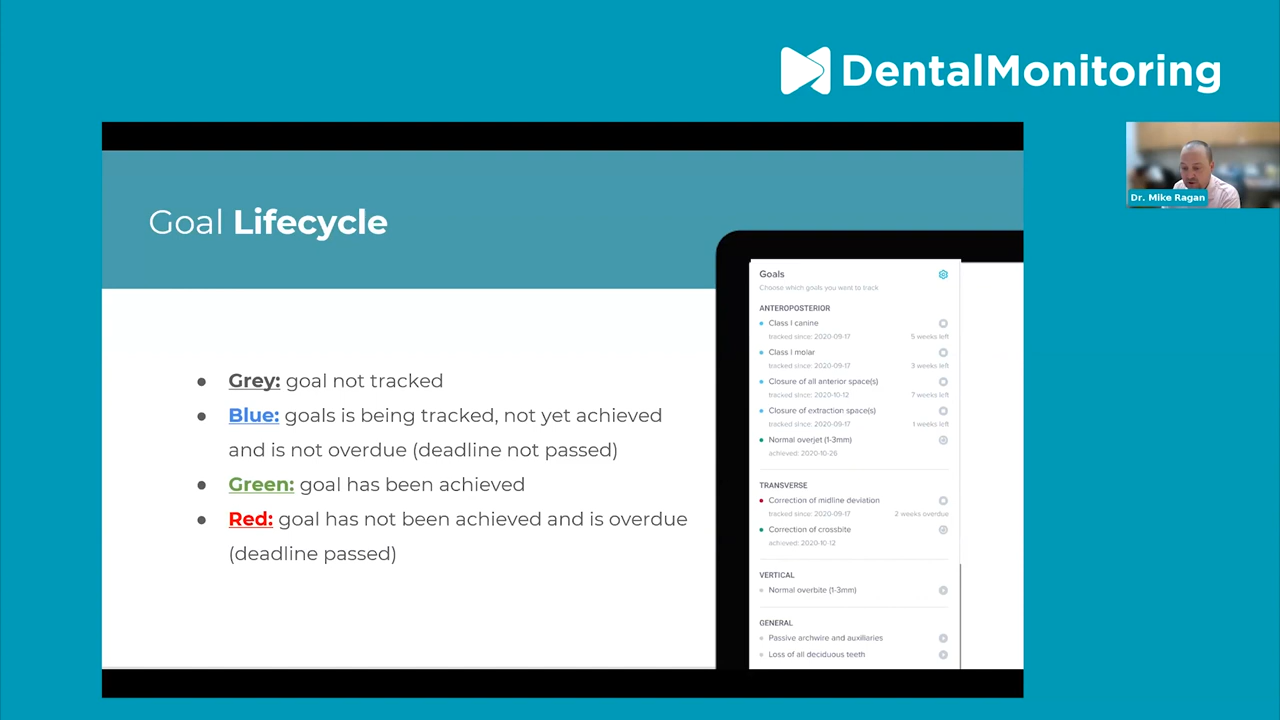 DentalMonitoring
Dr. Mike Ragan
Goal Lifecycle
● Grey: goal not tracked
● Blue: goals is being tracked, not yet achieved
and is not overdue (deadline not passed)
● Green: goal has been achieved
● Red: goal has not been achieved and is overdue
(deadline passed)
Goals
Choose which goals you went to track
ANTEROPOSTERIOR
Class I canine
tracked since: 2020-09-17 5 weeks left
Class I molar
tracked since: 2020-09-17 3 weeks left
Closure of all anterior space(s)
tracked since: 2020-10-12 7 weeks left
Closure of extraction space(s)
tracked since: 2020-09-17 1 weeks left
Normal overjet (1-3mm)
achieved: 2020-10-26
TRANSVERSE
Correction of midline deviation
tracked since: 2020-09-17 2 weeks overdue
Correction of crossbite
achieved: 2020-10-12
VERTICAL
Normal overbite (1-3mm)
GENERAL
Passive archwire and auxiliaries
Loss of all deciduous teeth